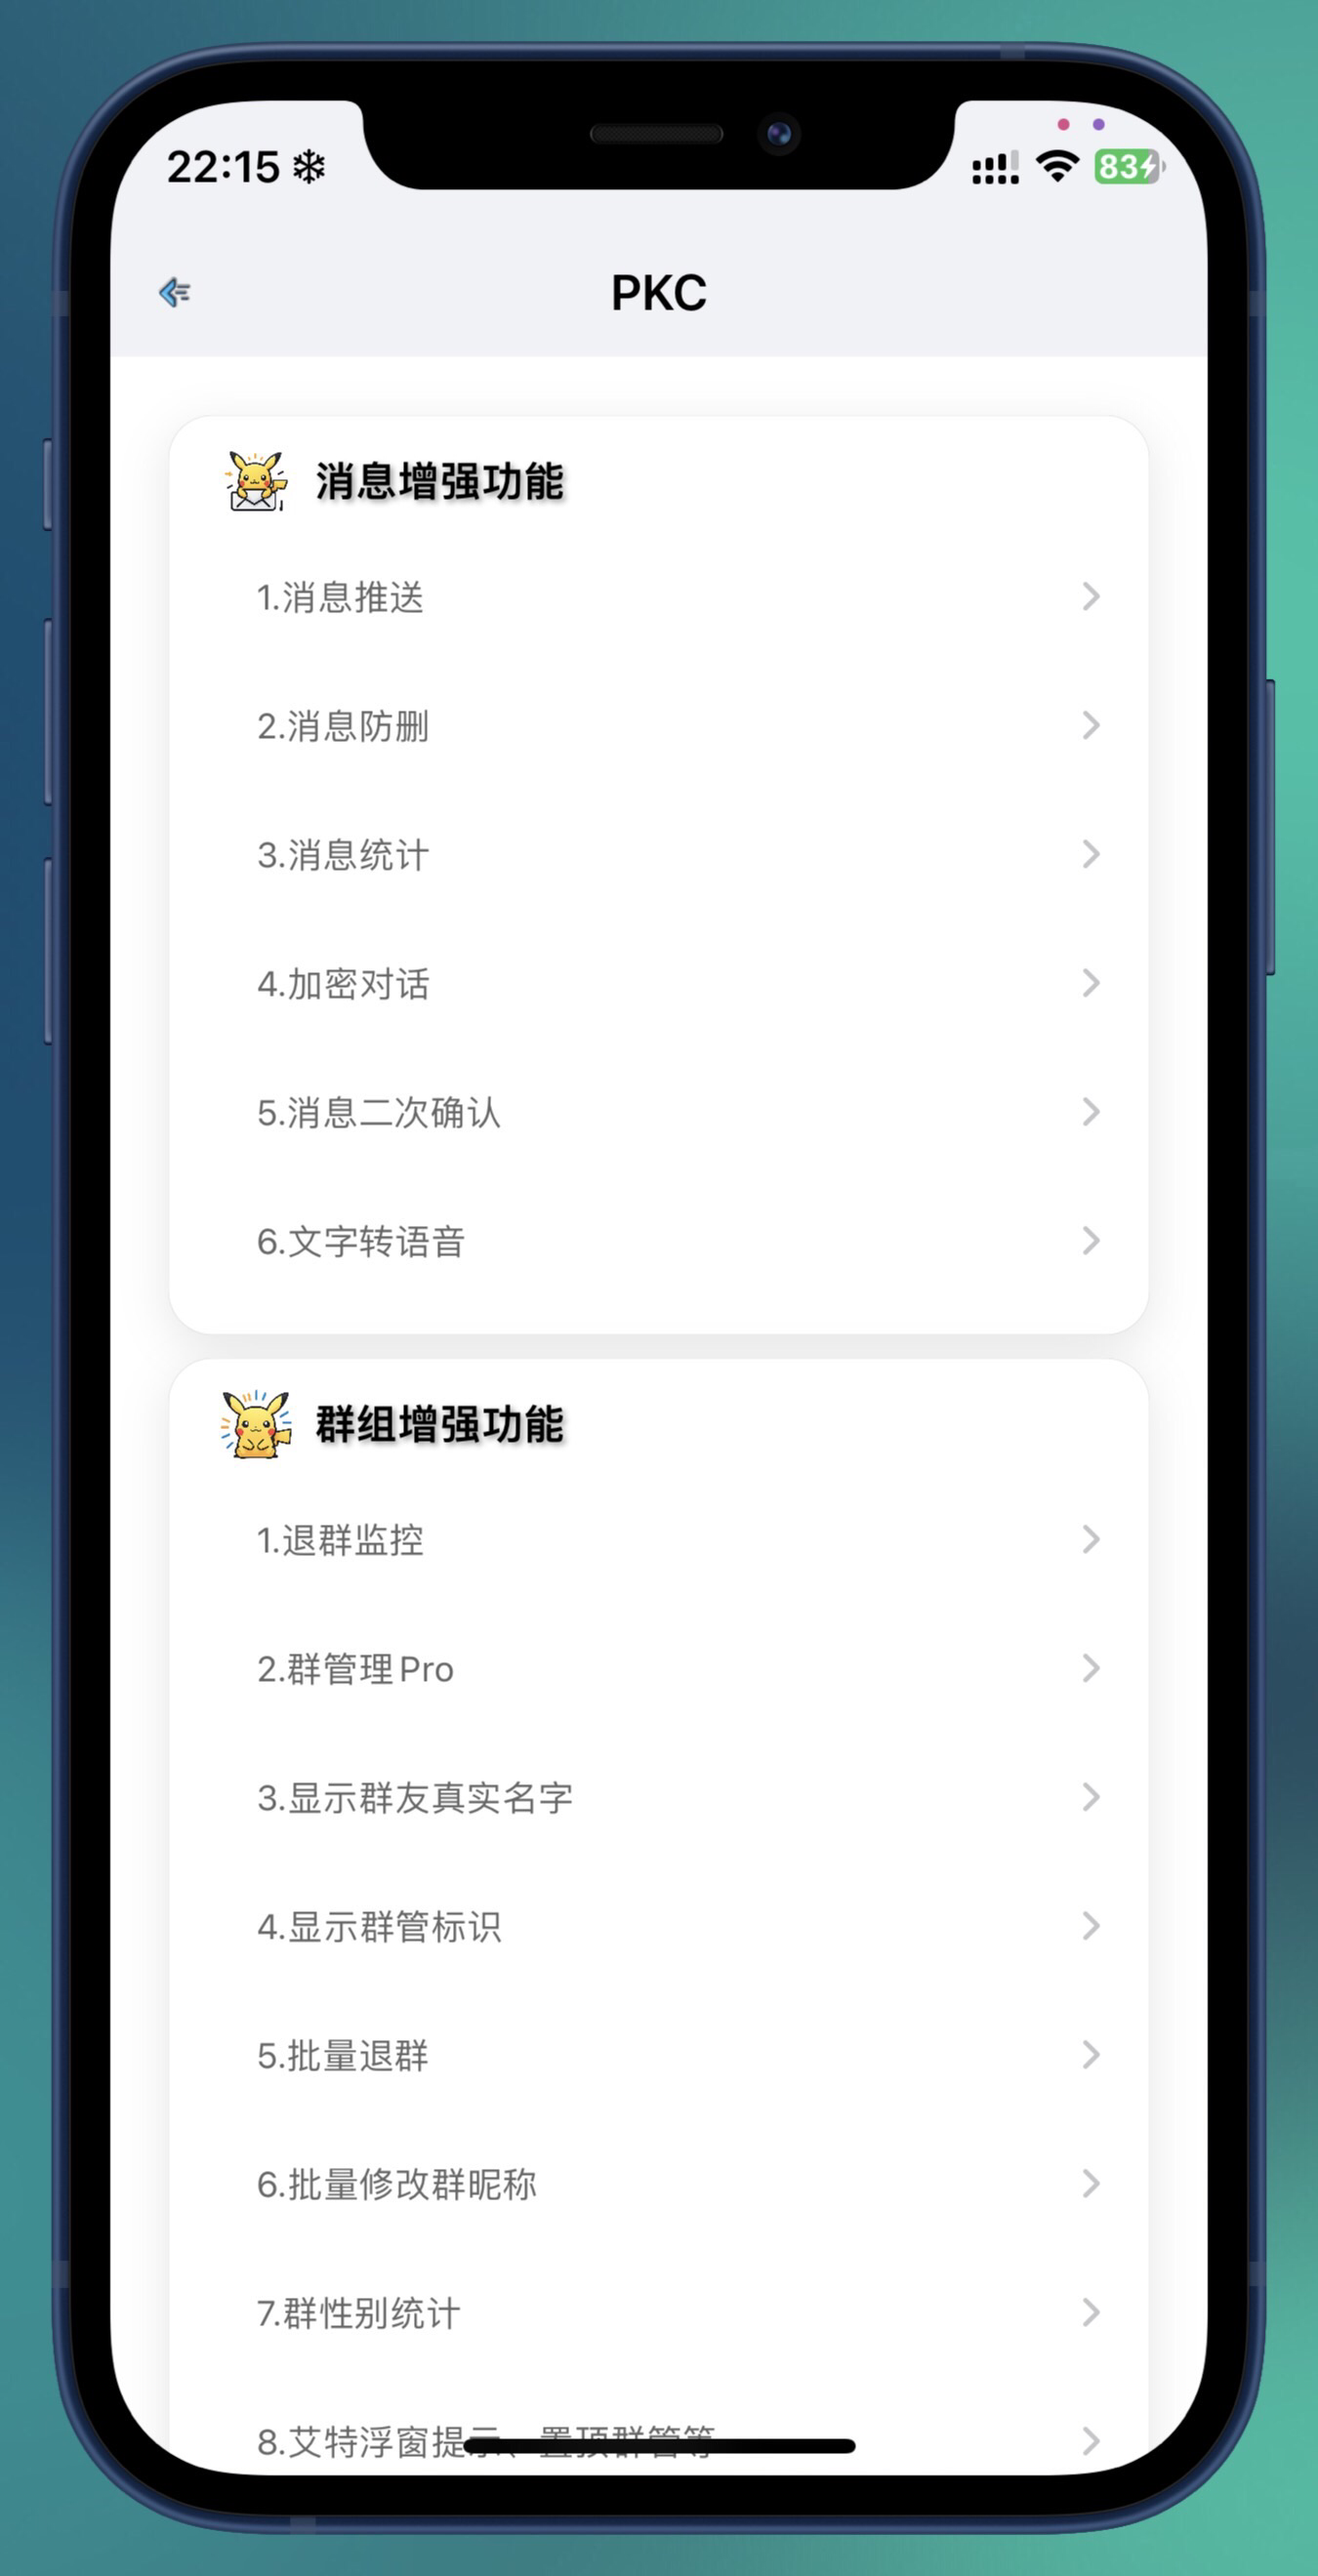 22:15
83
PKC
消息增强功能
1.消息推送
2.消息防删
3.消息统计
4.加密对话
5.消息二次确认
6.文字转语音
群组增强功能
1.退群监控
2.群管理Pro
3.显示群友真实名字
4.显示群管标识
5.批量退群
6.批量修改群昵称
7.群性别统计
8.艾特浮窗提示、置顶群管等